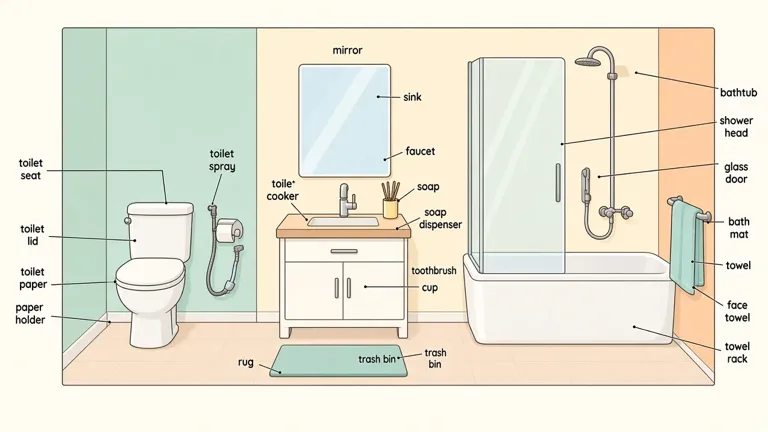 mirror
sink
faucet
toilet
seat
toilet
spray
toile*
cooker
soap
soap
dispenser
toilet
lid
toilet
paper
paper
holder
toothbrush
cup
rug
trash bin
trash
bin
bathtub
shower
head
glass
door
bath
mat
towel
face
towel
towel
rack